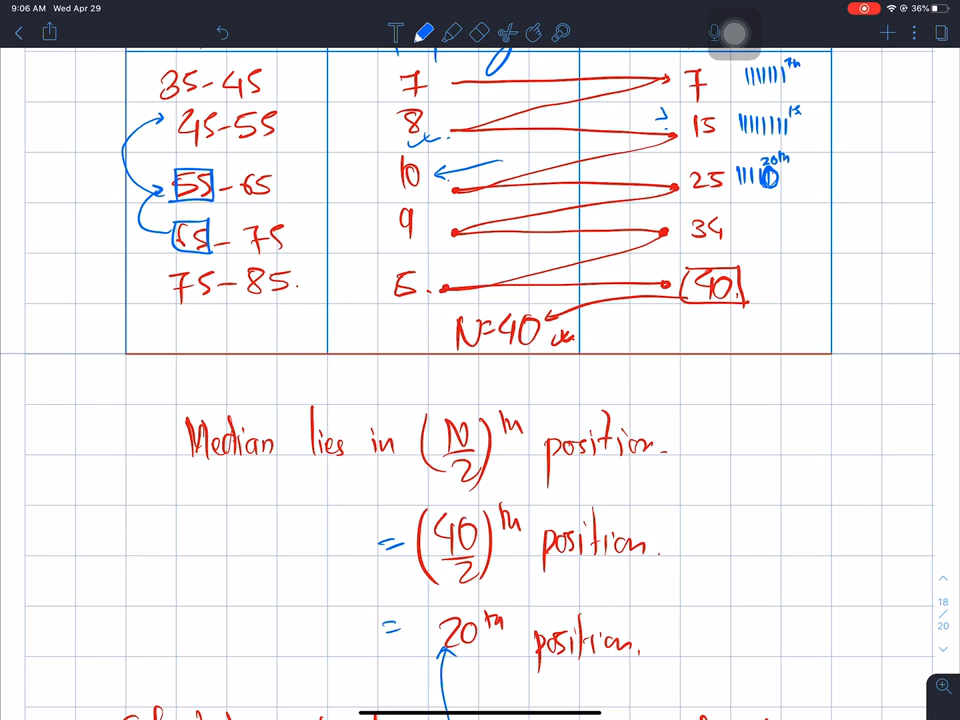 9:06 AM Wed Apr 29
36%
T
35-45 7 7 7th
45-55 8 15 15
55-65 10 25 20th
65-75 9 34
75-85. 6. 40.
N=40
Median lies in (N/2)th position.
= (40/2)th position.
= 20th position.
18
/
20